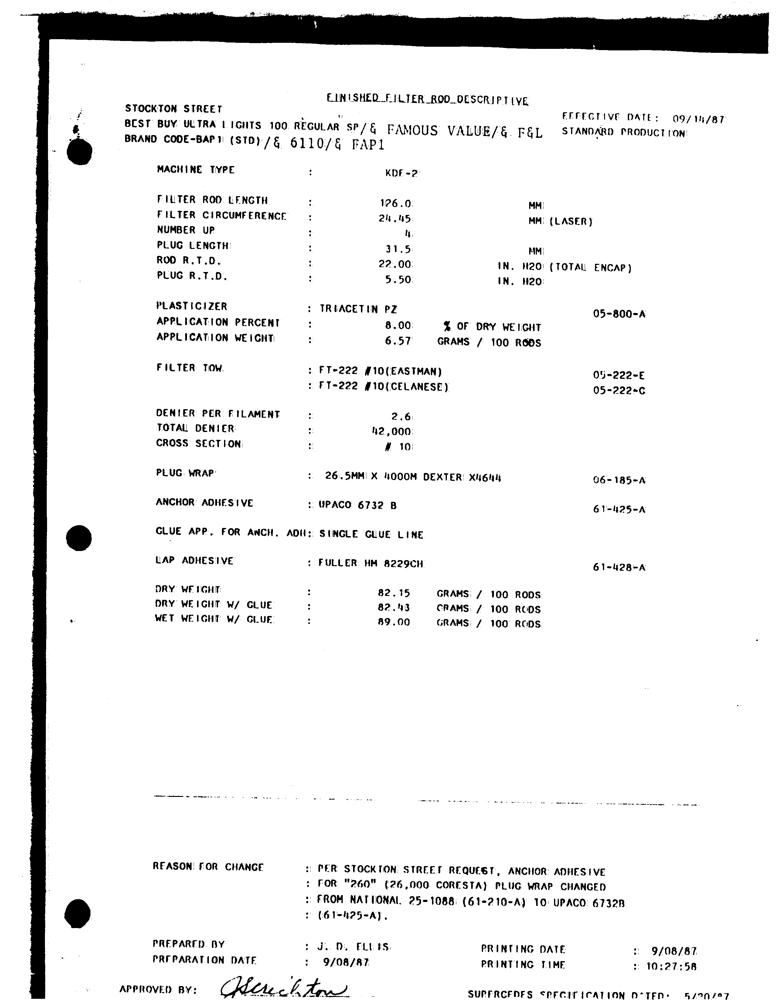 FINISHED FILTER ROD DESCRIPTIVE
STOCKTON STREET
EFFECTIVE DATE: 09/14/87
BEST BUY ULTRA LIGHTS 100 REGULAR SP/& FAMOUS VALUE/& F&L STANDARD PRODUCTION
BRAND CODE-BAP1 (STD)/& 6110/& FAP1
MACHINE TYPE : KDF-2
FILTER ROD LENGTH : 126.0 MM
FILTER CIRCUMFERENCE : 24.45 MM (LASER)
NUMBER UP : 4
PLUG LENGTH : 31.5 MM
ROD R.T.D. : 22.00 IN. H2O (TOTAL ENCAP)
PLUG R.T.D. : 5.50 IN. H2O
PLASTICIZER : TRIACETIN PZ 05-800-A
APPLICATION PERCENT : 8.00 % OF DRY WEIGHT
APPLICATION WEIGHT : 6.57 GRAMS / 100 RODS
FILTER TOW : FT-222 #10(EASTMAN) 05-222-E
: FT-222 #10(CELANESE) 05-222-C
DENIER PER FILAMENT : 2.6
TOTAL DENIER : 42,000
CROSS SECTION : # 10
PLUG WRAP : 26.5MM X 4000M DEXTER X4644 06-185-A
ANCHOR ADHESIVE : UPACO 6732 B 61-425-A
GLUE APP. FOR ANCH. ADH: SINGLE GLUE LINE
LAP ADHESIVE : FULLER HM 8229CH 61-428-A
DRY WEIGHT : 82.15 GRAMS / 100 RODS
DRY WEIGHT W/ GLUE : 82.43 GRAMS / 100 RODS
WET WEIGHT W/ GLUE : 89.00 GRAMS / 100 RODS
REASON FOR CHANGE : PER STOCKTON STREET REQUEST, ANCHOR ADHESIVE
: FOR "260" (26,000 CORESTA) PLUG WRAP CHANGED
: FROM NATIONAL 25-1088 (61-210-A) TO UPACO 6732B
: (61-425-A).
PREPARED BY : J. D. ELLIS PRINTING DATE : 9/08/87
PREPARATION DATE : 9/08/87 PRINTING TIME : 10:27:58
APPROVED BY: SUPERCEDES SPECIFICATION DATED: 5/20/87